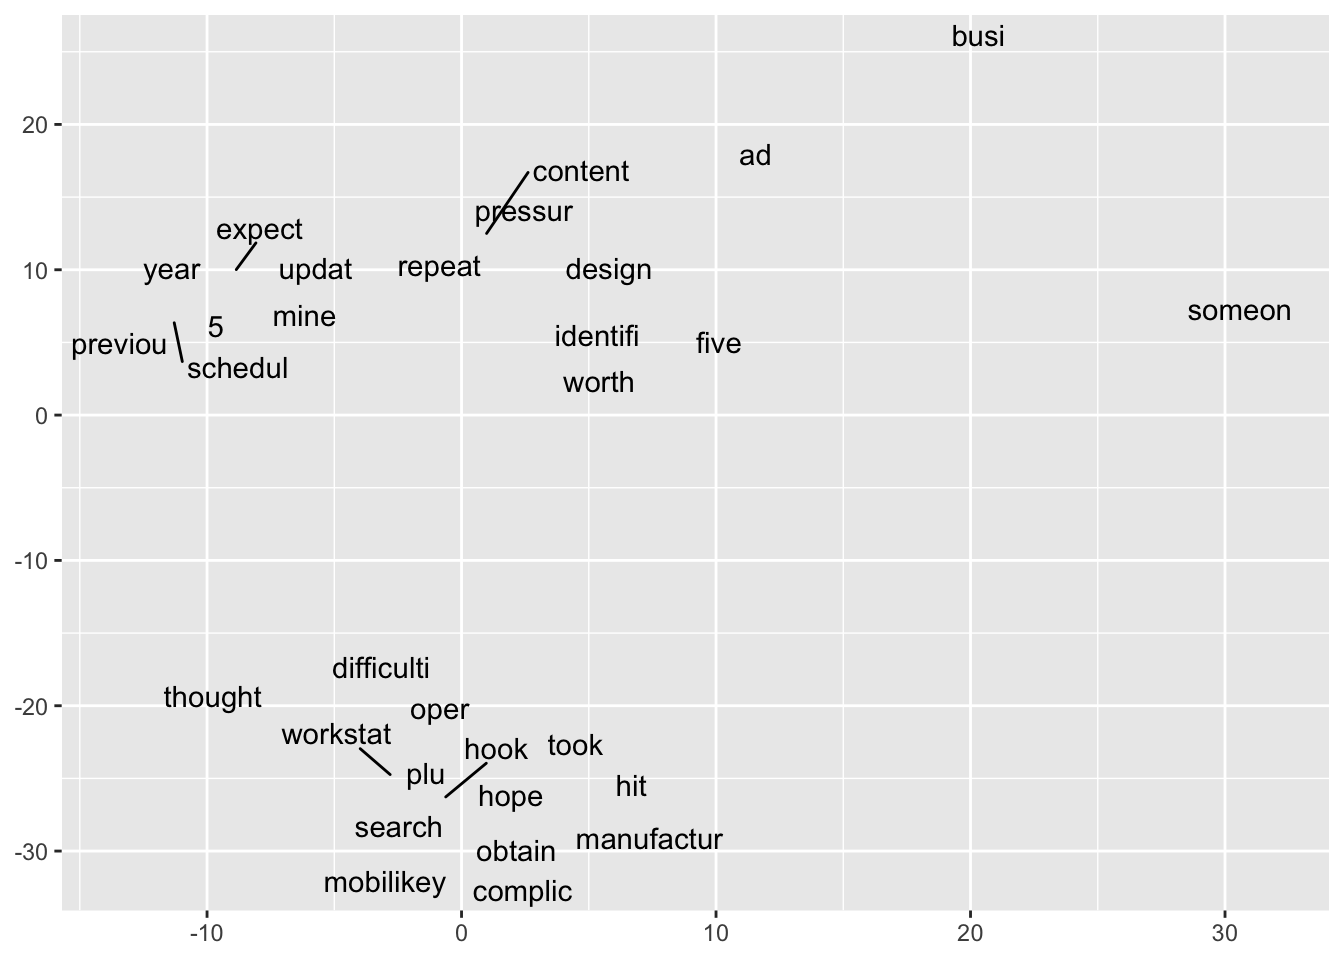 busi
20
ad
content
pressur
expect
year
updat
repeat
10
design
someon
mine
5
previou
identifi
five
schedul
worth
0
-10
difficulti
thought
-20
oper
workstat
hook
took
plu
hit
hope
search
manufactur
obtain
-30
mobilikey
complic
-10 0 10 20 30